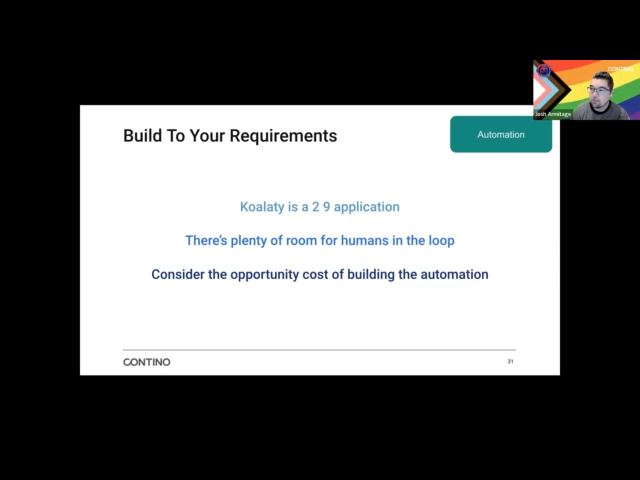 CONTINO
Josh Armitage
Build To Your Requirements
Automation
Koalaty is a 2 9 application
There's plenty of room for humans in the loop
Consider the opportunity cost of building the automation
CONTINO
31